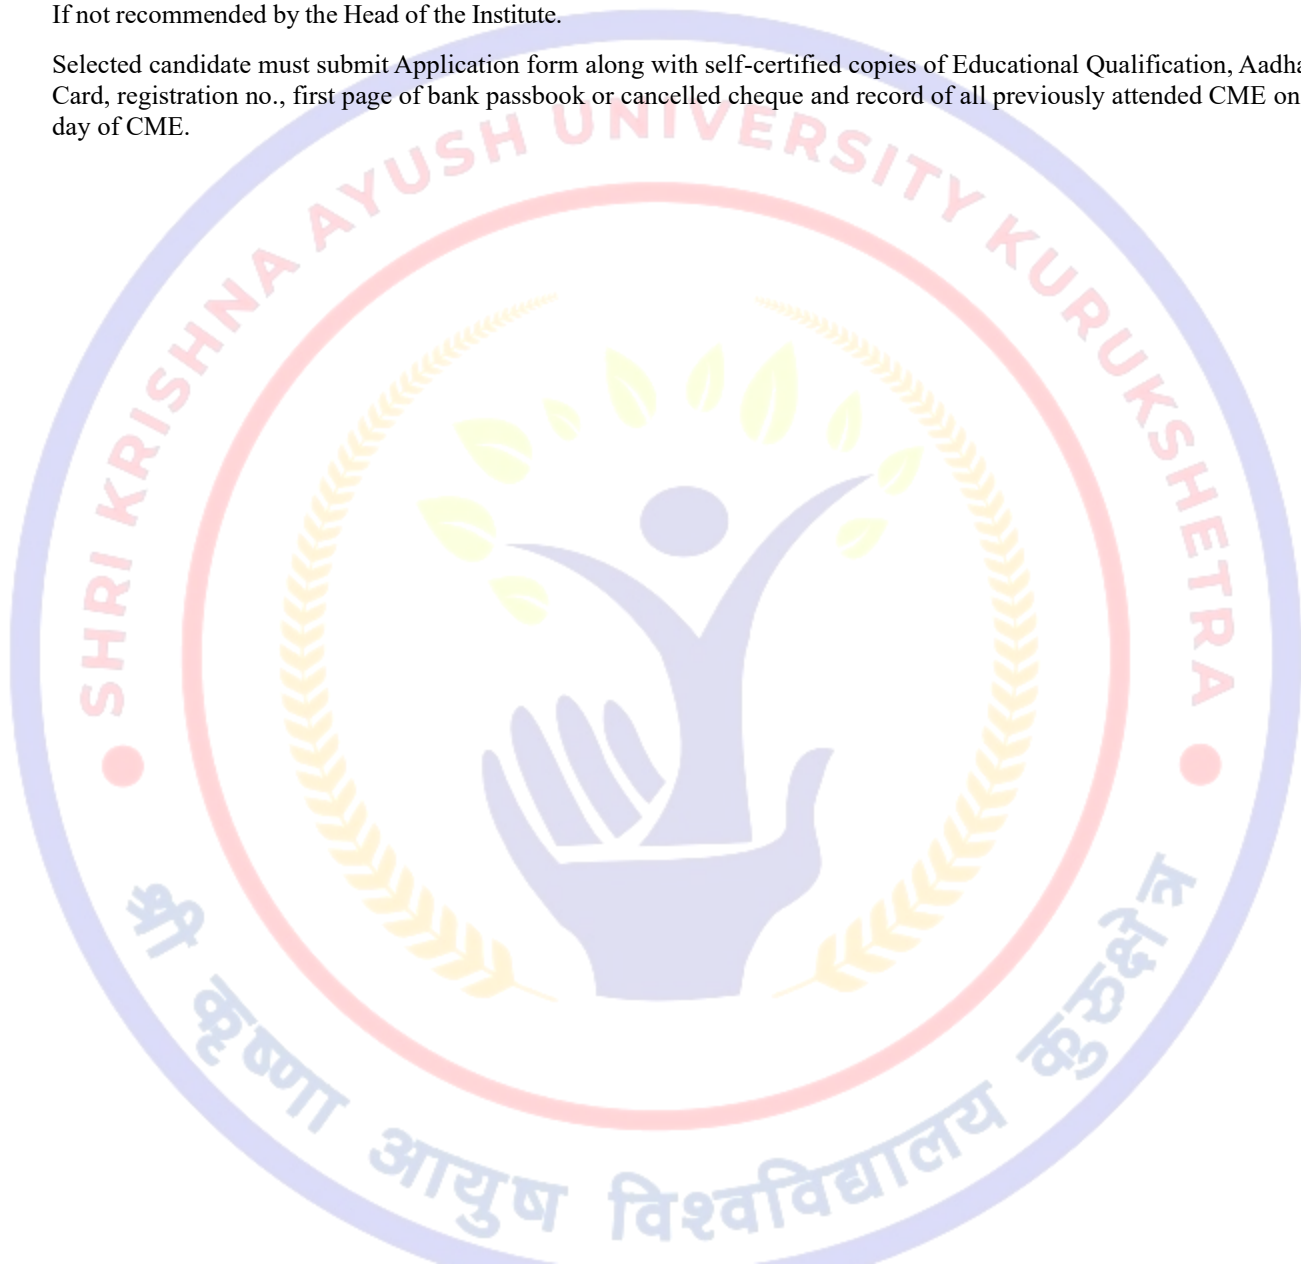 If not recommended by the Head of the Institute.
Selected candidate must submit Application form along with self-certified copies of Educational Qualification, Aadha
Card, registration no., first page of bank passbook or cancelled cheque and record of all previously attended CME on
day of CME.
SHRI KRISHNA AYUSH UNIVERSITY KURUKSHETRA
श्री कृष्णा आयुष विश्वविद्यालय कुरुक्षेत्र